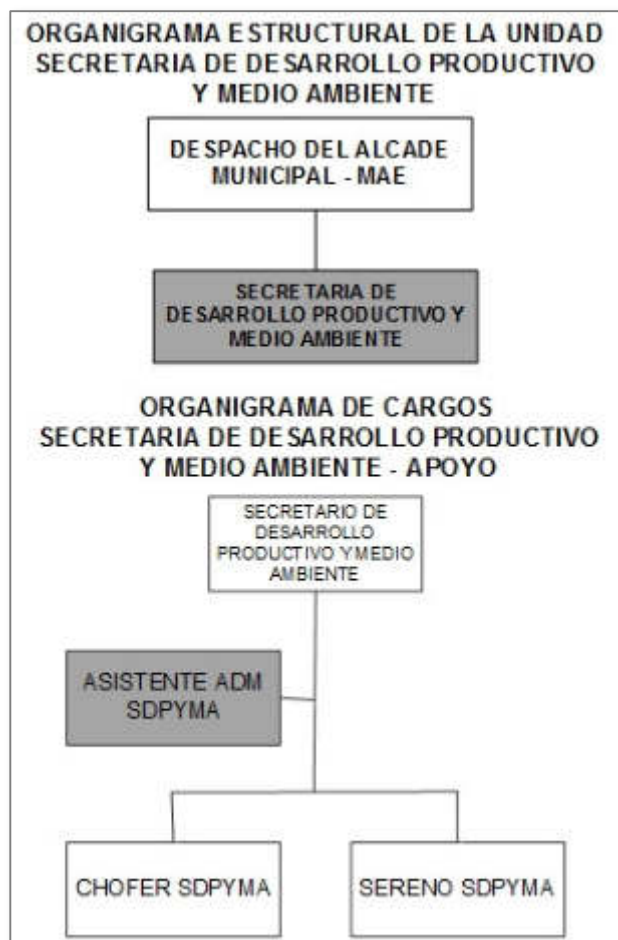 ORGANIGRAMA ESTRUCTURAL DE LA UNIDAD
SECRETARIA DE DESARROLLO PRODUCTIVO
Y MEDIO AMBIENTE
DESPACHO DEL ALCADE
MUNICIPAL - MAE
SECRETARIA DE
DESARROLLO PRODUCTIVO Y
MEDIO AMBIENTE
ORGANIGRAMA DE CARGOS
SECRETARIA DE DESARROLLO PRODUCTIVO
Y MEDIO AMBIENTE - APOYO
SECRETARIO DE
DESARROLLO
PRODUCTIVO Y MEDIO
AMBIENTE
ASISTENTE ADM
SDPYMA
CHOFER SDPYMA
SERENO SDPYMA